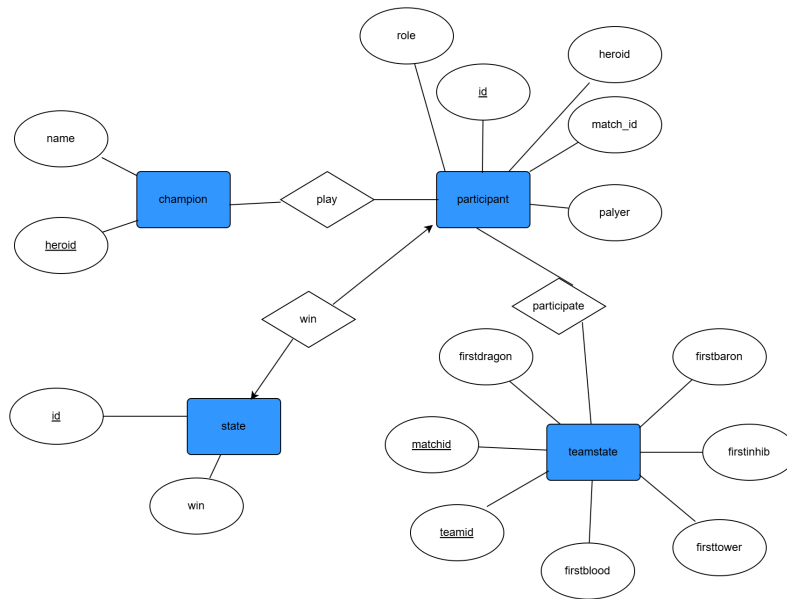 role
heroid
id
name
match_id
champion
play
participant
palyer
heroid
participate
win
firstdragon
firstbaron
id
state
matchid
teamstate
firstinhib
win
teamid
firstblood
firsttower